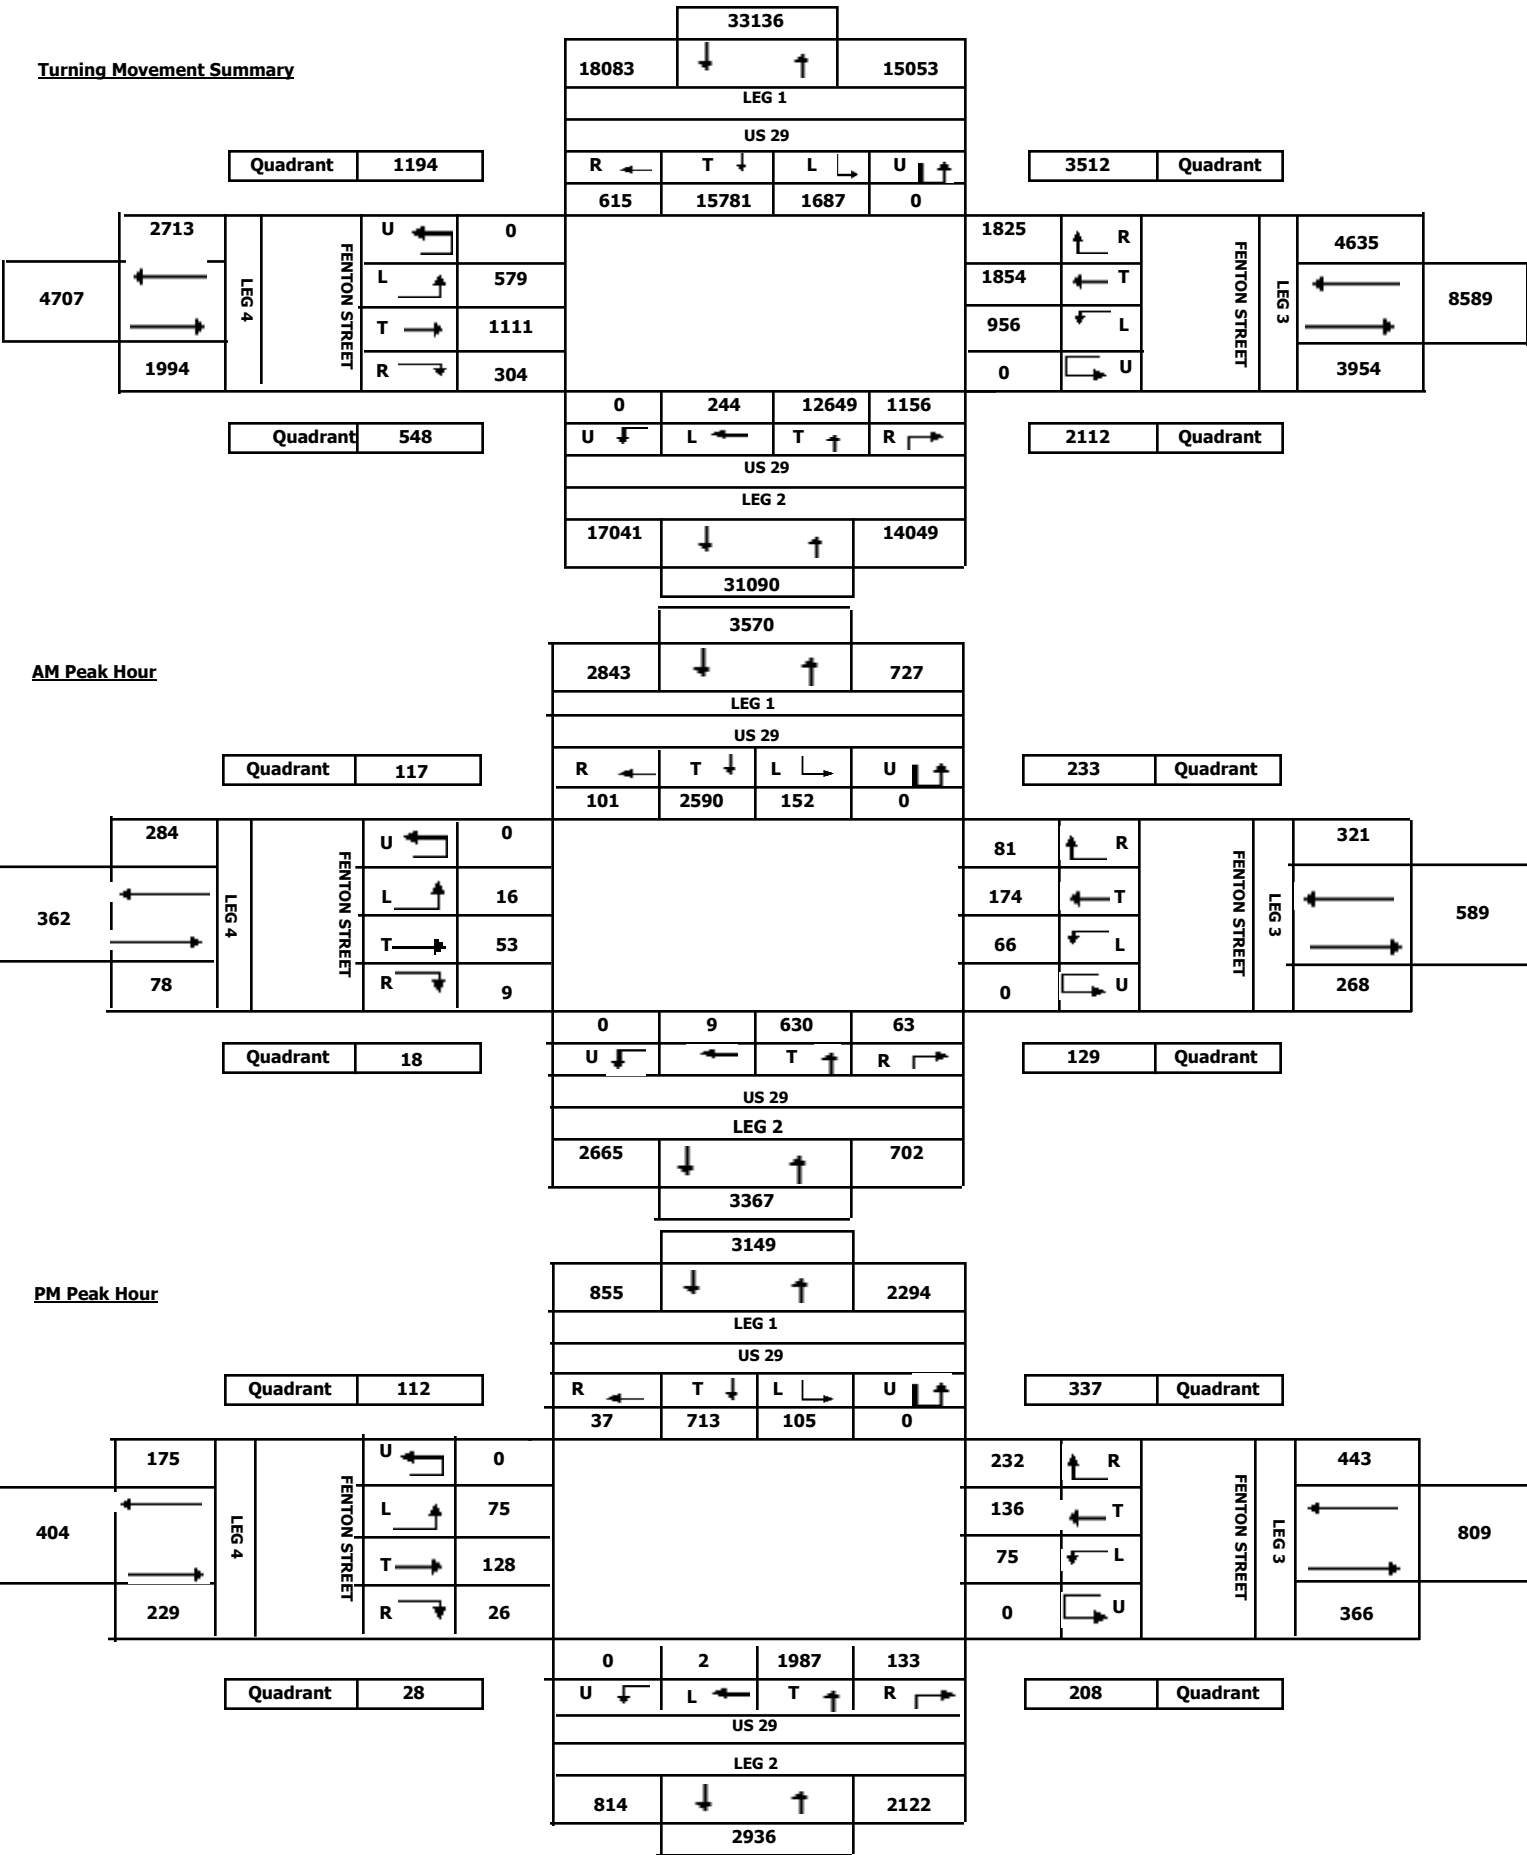 33136
Turning Movement Summary
18083 15053
LEG 1
US 29
Quadrant 1194
R T L U
3512 Quadrant
615 15781 1687 0
2713 U 0
1825 R 4635
L 579
1854 T
4707 LEG 4 FENTON STREET
FENTON STREET LEG 3 8589
T 1111
956 L
1994 R 304
0 U 3954
0 244 12649 1156
Quadrant 548
U L T R
2112 Quadrant
US 29
LEG 2
17041 14049
31090
3570
AM Peak Hour
2843 727
LEG 1
US 29
Quadrant 117
R T L U
233 Quadrant
101 2590 152 0
284 U 0
81 R 321
L 16
174 T
362 LEG 4 FENTON STREET
FENTON STREET LEG 3 589
T 53
66 L
78 R 9
0 U 268
0 9 630 63
Quadrant 18
U T R
129 Quadrant
US 29
LEG 2
2665 702
3367
3149
PM Peak Hour
855 2294
LEG 1
US 29
Quadrant 112
R T L U
337 Quadrant
37 713 105 0
175 U 0
232 R 443
L 75
136 T
404 LEG 4 FENTON STREET
FENTON STREET LEG 3 809
T 128
75 L
229 R 26
0 U 366
0 2 1987 133
Quadrant 28
U L T R
208 Quadrant
US 29
LEG 2
814 2122
2936